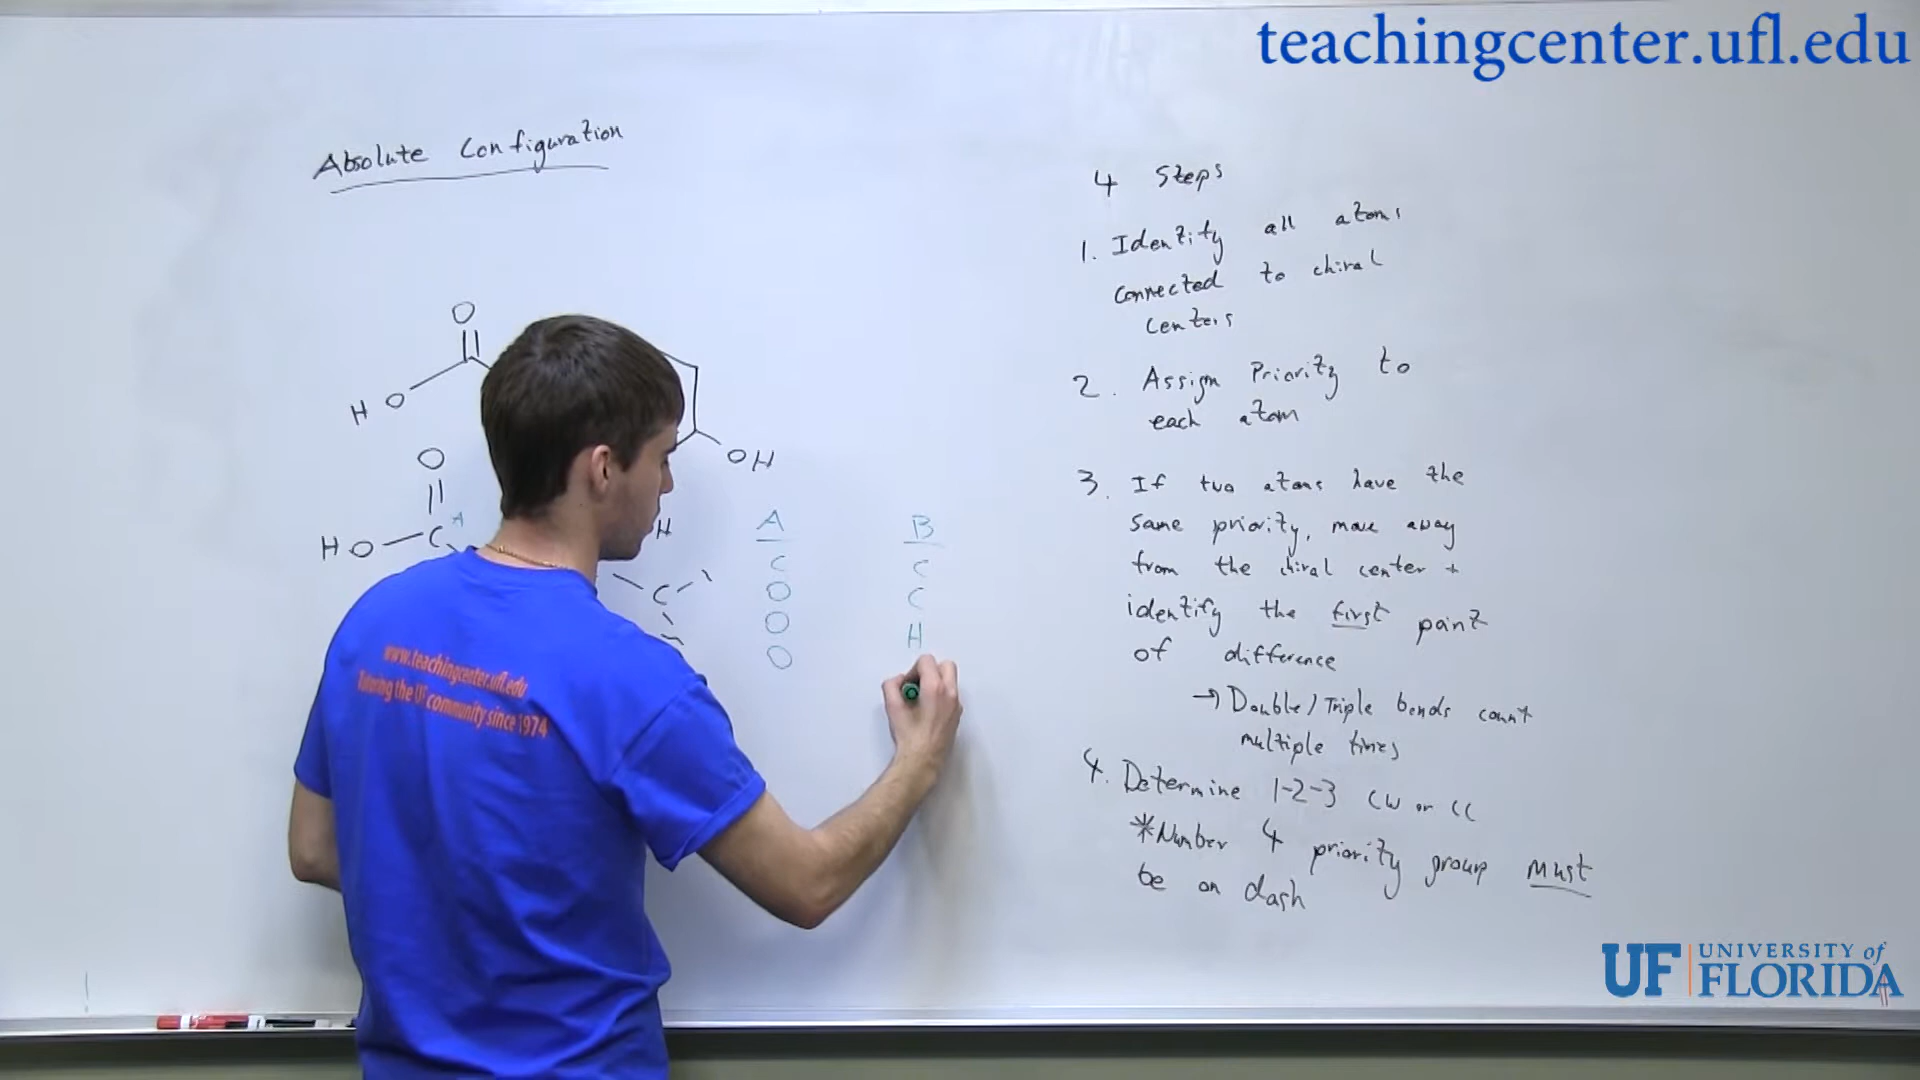 teachingcenter.ufl.edu
Absolute Configuration
O
H O
OH
O
H O C A
H
C
A
C
O
O
O
B
C
C
H
4 Steps
1. Identify all atoms
connected to chiral
centers
2. Assign Priority to
each atom
3. If two atoms have the
same priority, move away
from the chiral center +
identify the first point
of difference
→ Double/Triple bonds count
multiple times
4. Determine 1-2-3 CW or CC
*Number 4 priority group must
be on dash
www.teachingcenter.ufl.edu
Tutoring the UF community since 1974
UF UNIVERSITY of
FLORIDA